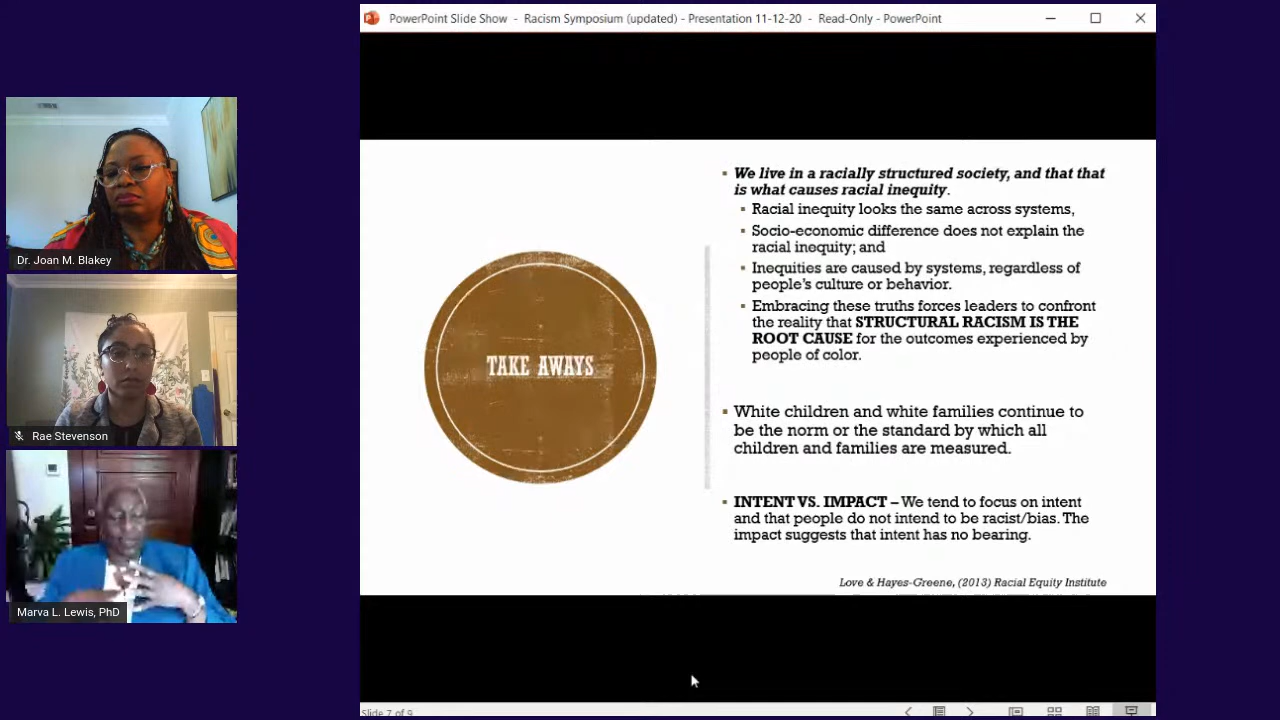 PowerPoint Slide Show - Racism Symposium (updated) - Presentation 11-12-20 - Read-Only - PowerPoint
Dr. Joan M. Blakey
Rae Stevenson
Marva L. Lewis, PhD
TAKE AWAYS
We live in a racially structured society, and that that
is what causes racial inequity.
Racial inequity looks the same across systems,
Socio-economic difference does not explain the
racial inequity; and
Inequities are caused by systems, regardless of
people's culture or behavior.
Embracing these truths forces leaders to confront
the reality that STRUCTURAL RACISM IS THE
ROOT CAUSE for the outcomes experienced by
people of color.
White children and white families continue to
be the norm or the standard by which all
children and families are measured.
INTENT VS. IMPACT – We tend to focus on intent
and that people do not intend to be racist/bias. The
impact suggests that intent has no bearing.
Love & Hayes-Greene, (2013) Racial Equity Institute
Slide 7 of 9